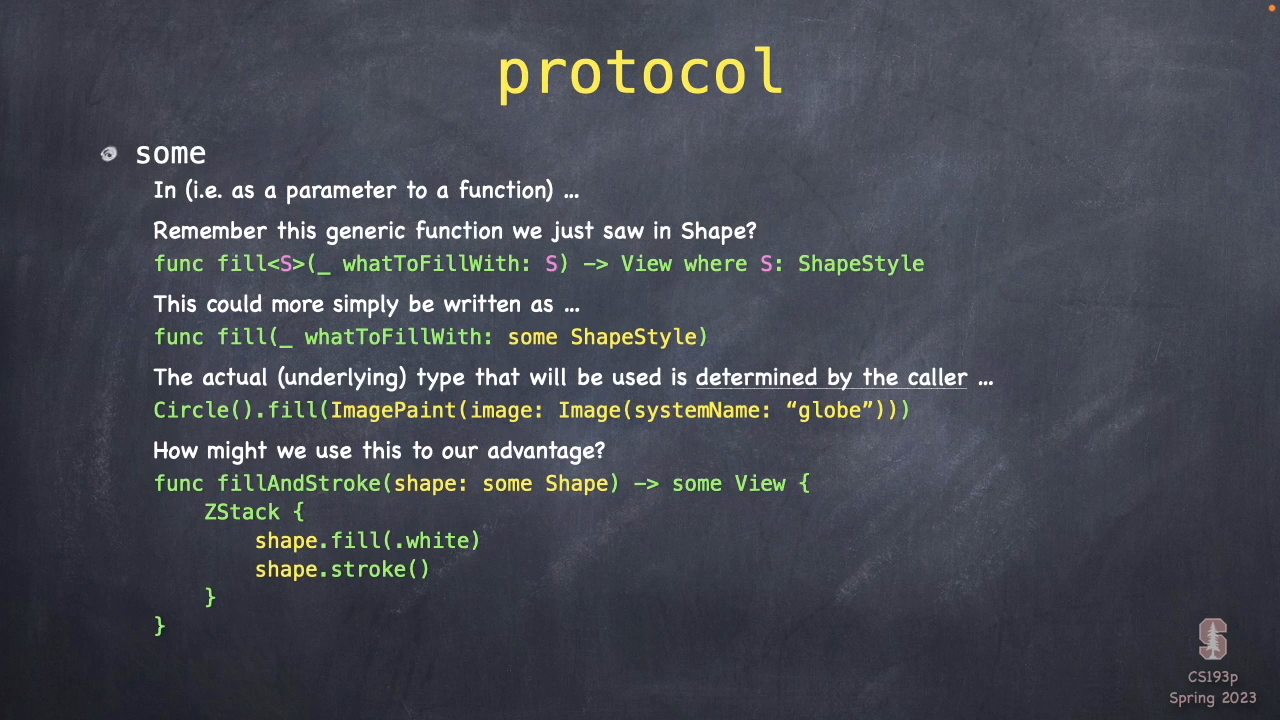 protocol
some
In (i.e. as a parameter to a function) ...
Remember this generic function we just saw in Shape?
func fill<S>(_ whatToFillWith: S) -> View where S: ShapeStyle
This could more simply be written as ...
func fill(_ whatToFillWith: some ShapeStyle)
The actual (underlying) type that will be used is determined by the caller ...
Circle().fill(ImagePaint(image: Image(systemName: “globe”)))
How might we use this to our advantage?
func fillAndStroke(shape: some Shape) -> some View {
ZStack {
shape.fill(.white)
shape.stroke()
}
}
S
CS193p
Spring 2023